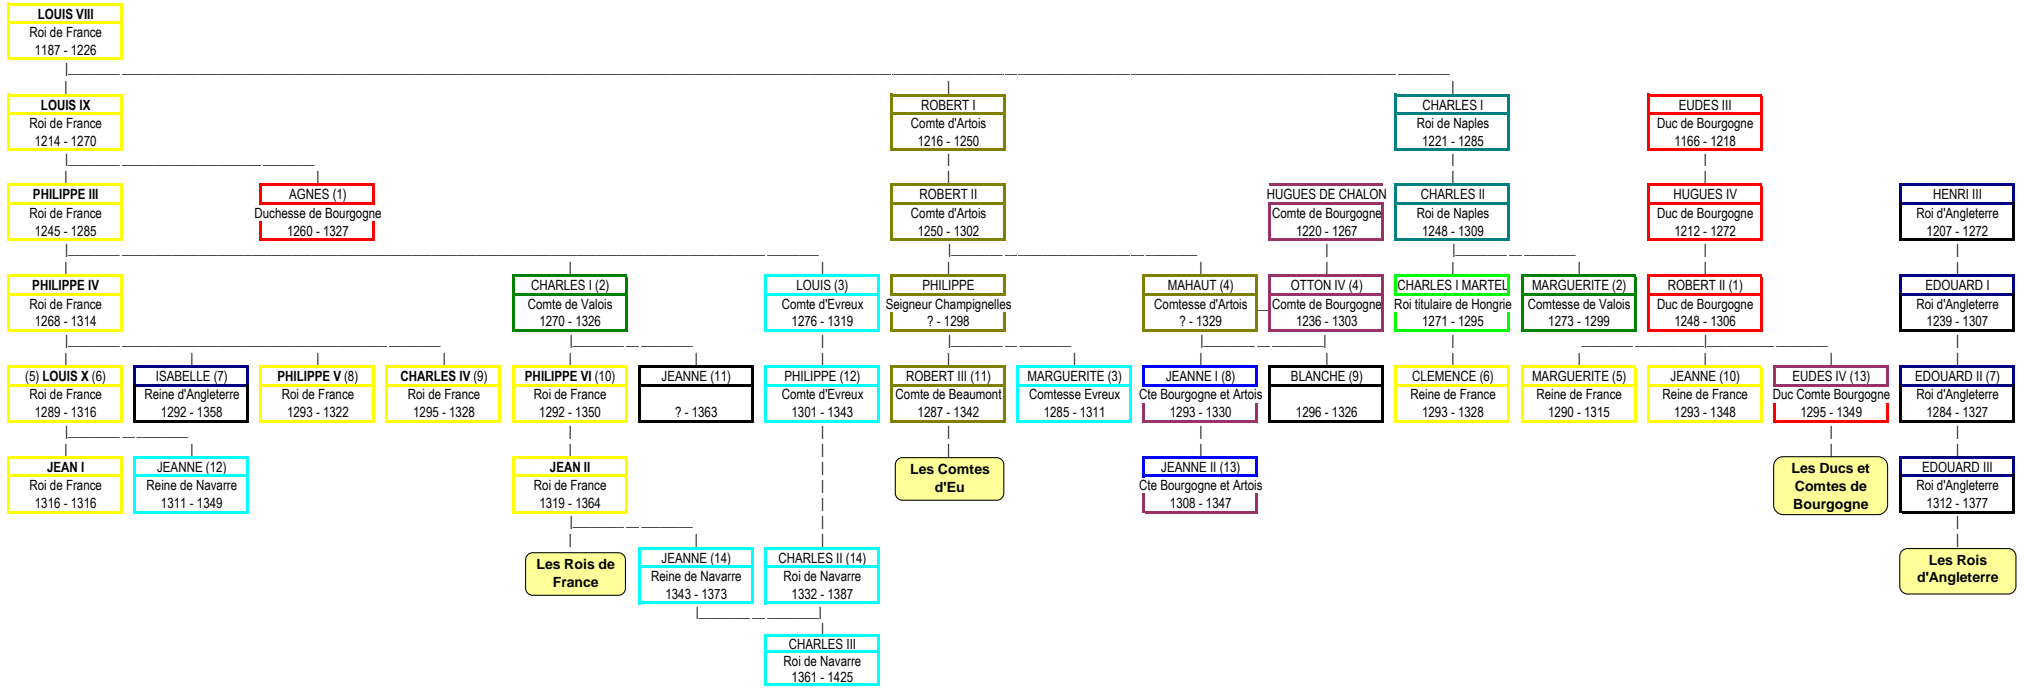 LOUIS VIII
Roi de France
1187 - 1226
LOUIS IX
Roi de France
1214 - 1270
ROBERT I
Comte d'Artois
1216 - 1250
CHARLES I
Roi de Naples
1221 - 1285
EUDES III
Duc de Bourgogne
1166 - 1218
PHILIPPE III
Roi de France
1245 - 1285
AGNES (1)
Duchesse de Bourgogne
1260 - 1327
ROBERT II
Comte d'Artois
1250 - 1302
HUGUES DE CHALON
Comte de Bourgogne
1220 - 1267
CHARLES II
Roi de Naples
1248 - 1309
HUGUES IV
Duc de Bourgogne
1212 - 1272
HENRI III
Roi d'Angleterre
1207 - 1272
PHILIPPE IV
Roi de France
1268 - 1314
CHARLES I (2)
Comte de Valois
1270 - 1326
LOUIS (3)
Comte d'Evreux
1276 - 1319
PHILIPPE
Seigneur Champignelles
? - 1298
MAHAUT (4)
Comtesse d'Artois
? - 1329
OTTON IV (4)
Comte de Bourgogne
1236 - 1303
CHARLES I MARTEL
Roi titulaire de Hongrie
1271 - 1295
MARGUERITE (2)
Comtesse de Valois
1273 - 1299
ROBERT II (1)
Duc de Bourgogne
1248 - 1306
EDOUARD I
Roi d'Angleterre
1239 - 1307
(5) LOUIS X (6)
Roi de France
1289 - 1316
ISABELLE (7)
Reine d'Angleterre
1292 - 1358
PHILIPPE V (8)
Roi de France
1293 - 1322
CHARLES IV (9)
Roi de France
1295 - 1328
PHILIPPE VI (10)
Roi de France
1292 - 1350
JEANNE (11)
? - 1363
PHILIPPE (12)
Comte d'Evreux
1301 - 1343
ROBERT III (11)
Comte de Beaumont
1287 - 1342
MARGUERITE (3)
Comtesse Evreux
1285 - 1311
JEANNE I (8)
Cte Bourgogne et Artois
1293 - 1330
BLANCHE (9)
1296 - 1326
CLEMENCE (6)
Reine de France
1293 - 1328
MARGUERITE (5)
Reine de France
1290 - 1315
JEANNE (10)
Reine de France
1293 - 1348
EUDES IV (13)
Duc Comte Bourgogne
1295 - 1349
EDOUARD II (7)
Roi d'Angleterre
1284 - 1327
JEAN I
Roi de France
1316 - 1316
JEANNE (12)
Reine de Navarre
1311 - 1349
JEAN II
Roi de France
1319 - 1364
Les Comtes
d'Eu
JEANNE II (13)
Cte Bourgogne et Artois
1308 - 1347
Les Ducs et
Comtes de
Bourgogne
EDOUARD III
Roi d'Angleterre
1312 - 1377
Les Rois de
France
JEANNE (14)
Reine de Navarre
1343 - 1373
CHARLES II (14)
Roi de Navarre
1332 - 1387
Les Rois
d'Angleterre
CHARLES III
Roi de Navarre
1361 - 1425